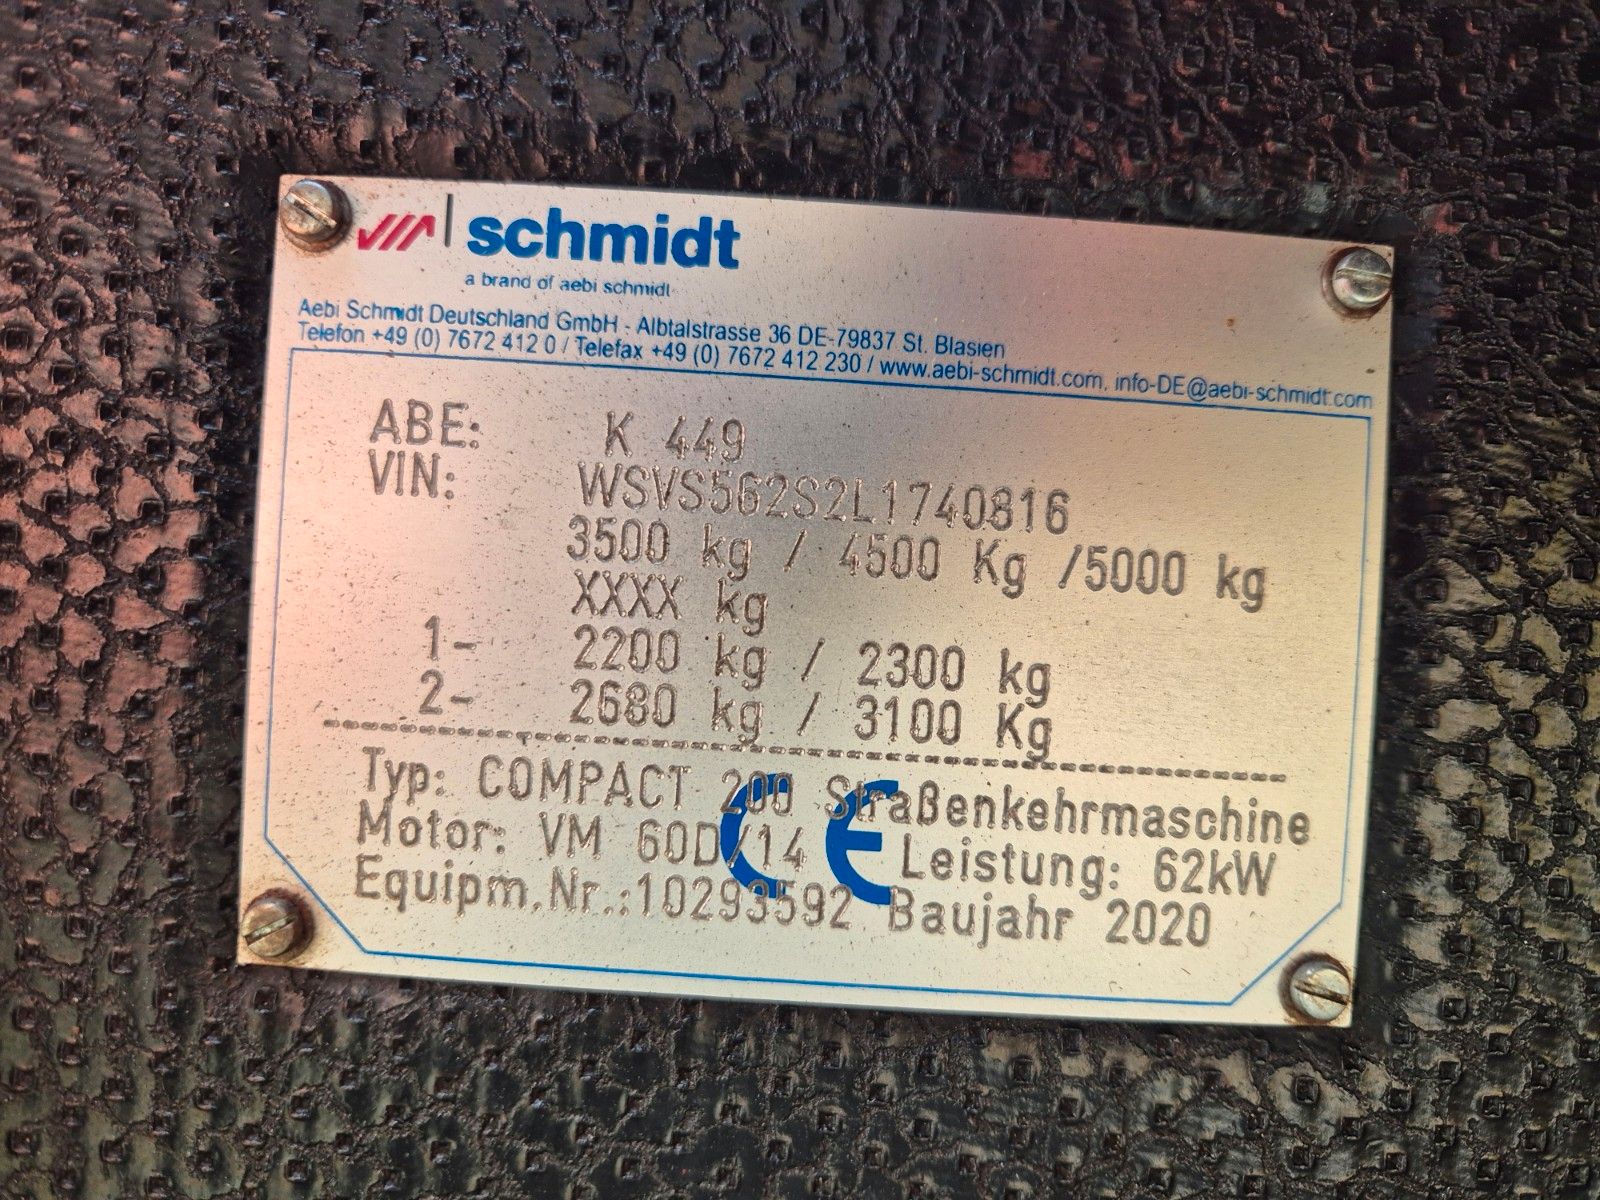 schmidt
a brand of aebi schmidt
Aebi Schmidt Deutschland GmbH - Albtalstrasse 36 DE-79837 St. Blasien
Telefon +49 (0) 7672 412 0 / Telefax +49 (0) 7672 412 230 / www.aebi-schmidt.com, info-DE@aebi-schmidt.com
ABE: K 449
VIN: WSVS562S2L1740816
3500 kg / 4500 Kg /5000 kg
XXXX kg
1- 2200 kg / 2300 kg
2- 2680 kg / 3100 Kg
Typ: COMPACT 200 Straßenkehrmaschine
Motor: VM 60D/14 Leistung: 62kW
Equipm.Nr.:10293592 Baujahr 2020
CE